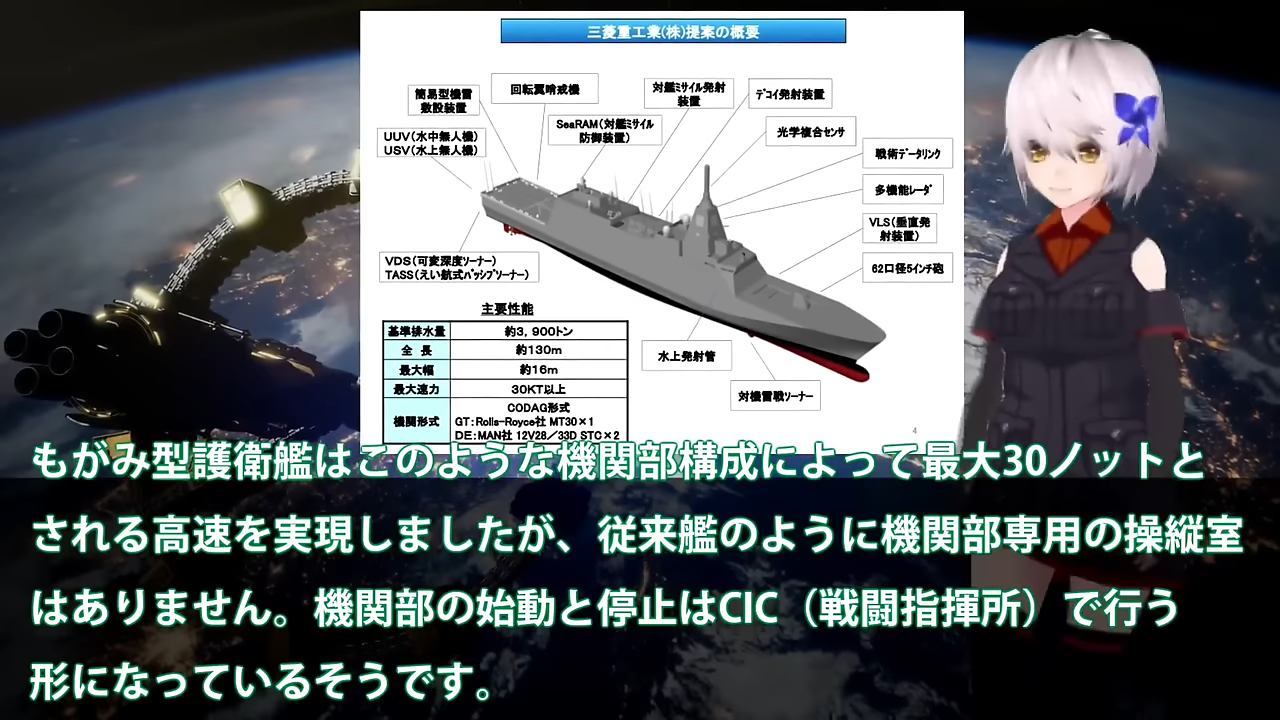 三菱重工業(株)提案の概要
簡易型機雷
敷設装置
回転翼哨戒機
対艦ミサイル発射
装置
デコイ発射装置
UUV(水中無人機)
USV(水上無人機)
SeaRAM(対艦ミサイル
防御装置)
光学複合センサ
戦術データリンク
多機能レーダ
VLS(垂直発
射装置)
62口径5インチ砲
VDS(可変深度ソーナー)
TASS(えい航式パッシブソーナー)
水上発射管
対機雷戦ソーナー
主要性能
基準排水量 約3,900トン
全 長 約130m
最大幅 約16m
最大速力 30KT以上
機関形式 CODAG形式
GT:Rolls-Royce社 MT30×1
DE:MAN社 12V28/33D STC×2
4
もがみ型護衛艦はこのような機関部構成によって最大30ノットと
される高速を実現しましたが、従来艦のように機関部専用の操縦室
はありません。機関部の始動と停止はCIC（戦闘指揮所）で行う
形になっているそうです。